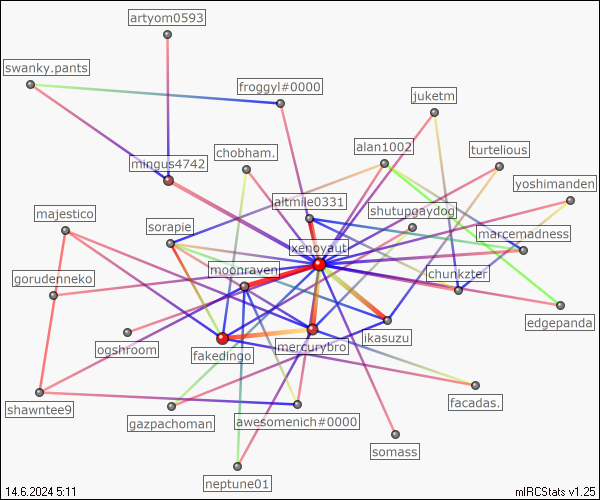 artyom0593
swanky.pants
froggyl#0000
juketm
alan1002
turtelious
chobham.
mingus4742
yoshimanden
altmile0331
shutupgaydog
majestico
sorapie
marcemadness
xenoyaut
moonraven
chunkzter
gorudenneko
edgepanda
ikasuzu
ogshroom
mercurybro
fakedingo
facadas.
shawntee9
gazpachoman
awesomenich#0000
somass
neptune01
14.6.2024 5:11
mIRCStats v1.25